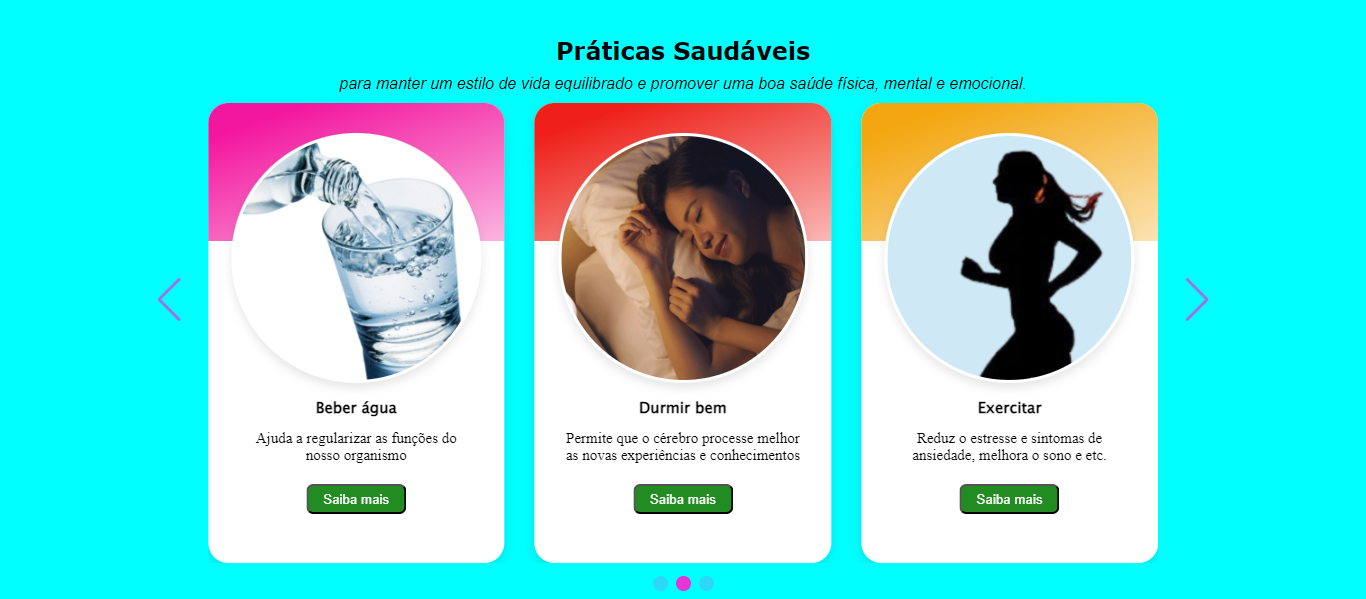 Práticas Saudáveis
para manter um estilo de vida equilibrado e promover uma boa saúde física, mental e emocional.
Beber água
Ajuda a regularizar as funções do
nosso organismo
Saiba mais
Durmir bem
Permite que o cérebro processe melhor
as novas experiências e conhecimentos
Saiba mais
Exercitar
Reduz o estresse e sintomas de
ansiedade, melhora o sono e etc.
Saiba mais